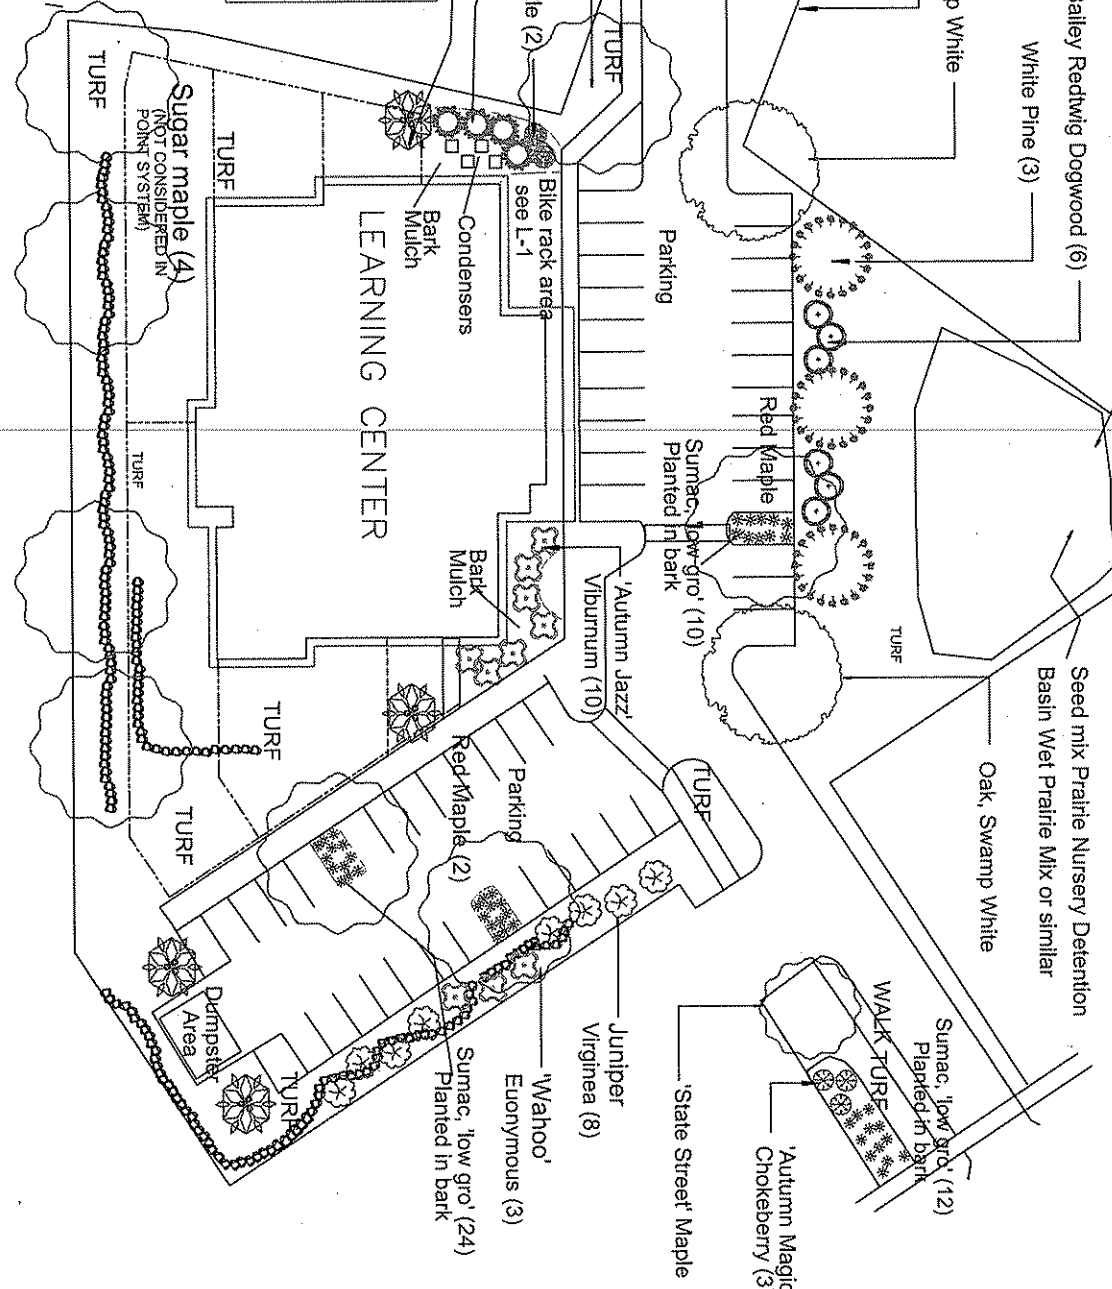 Bailey Redtwig Dogwood (6)
White Pine (3)
p White
Seed mix Prairie Nursery Detention
Basin Wet Prairie Mix or similar
Oak, Swamp White
TURF
Sumac, 'low gro' (12)
Planted in bark
WALK
TURF
'Autumn Magic
Chokeberry (3
'State Street' Maple
TURF
le (2)
Parking
Red Maple
Sumac, 'low gro' (10)
Planted in bark
TURF
'Autumn Jazz'
Viburnum (10)
Juniper
Virginea (8)
'Wahoo'
Euonymous (3)
Sumac, 'low gro' (24)
Planted in bark
Bike rack area
see L-1
Condensers
Bark
Mulch
LEARNING CENTER
Bark
Mulch
Parking
Red Maple (2)
TURF
TURF
TURF
TURF
Dumpster
Area
TURF
Sugar maple (4)
(NOT CONSIDERED IN
POINT SYSTEM)
TURF
TURF